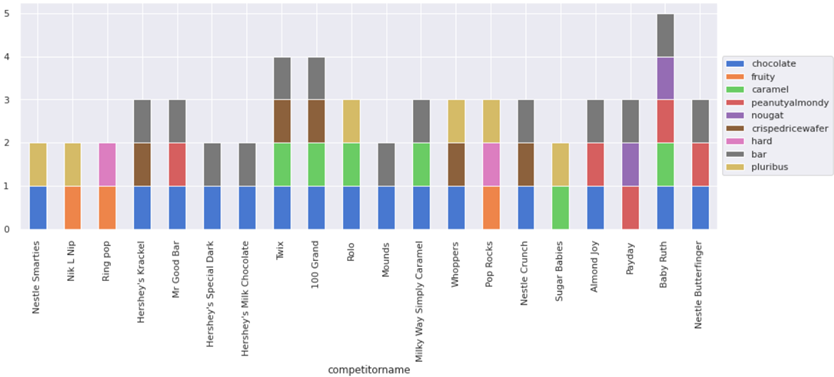 5
4
3
2
1
0
Nestle Smarties
Nik L Nip
Ring pop
Hershey's Krackel
Mr Good Bar
Hershey's Special Dark
Hershey's Milk Chocolate
Twix
100 Grand
Rolo
Mounds
Milky Way Simply Caramel
Whoppers
Pop Rocks
Nestle Crunch
Sugar Babies
Almond Joy
Payday
Baby Ruth
Nestle Butterfinger
competitorname
chocolate
fruity
caramel
peanutyalmondy
nougat
crispedricewafer
hard
bar
pluribus